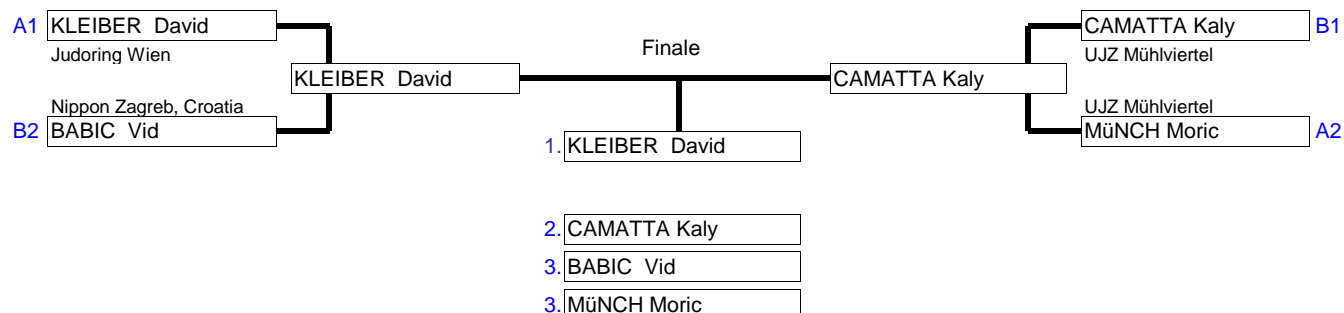 A1 KLEIBER  David
CAMATTA Kaly B1
Judoring Wien
Finale
UJZ Mühlviertel
KLEIBER  David
CAMATTA Kaly
Nippon Zagreb, Croatia
UJZ Mühlviertel
B2 BABIC  Vid
MüNCH Moric A2
1. KLEIBER  David
2. CAMATTA Kaly
3. BABIC  Vid
3. MüNCH Moric